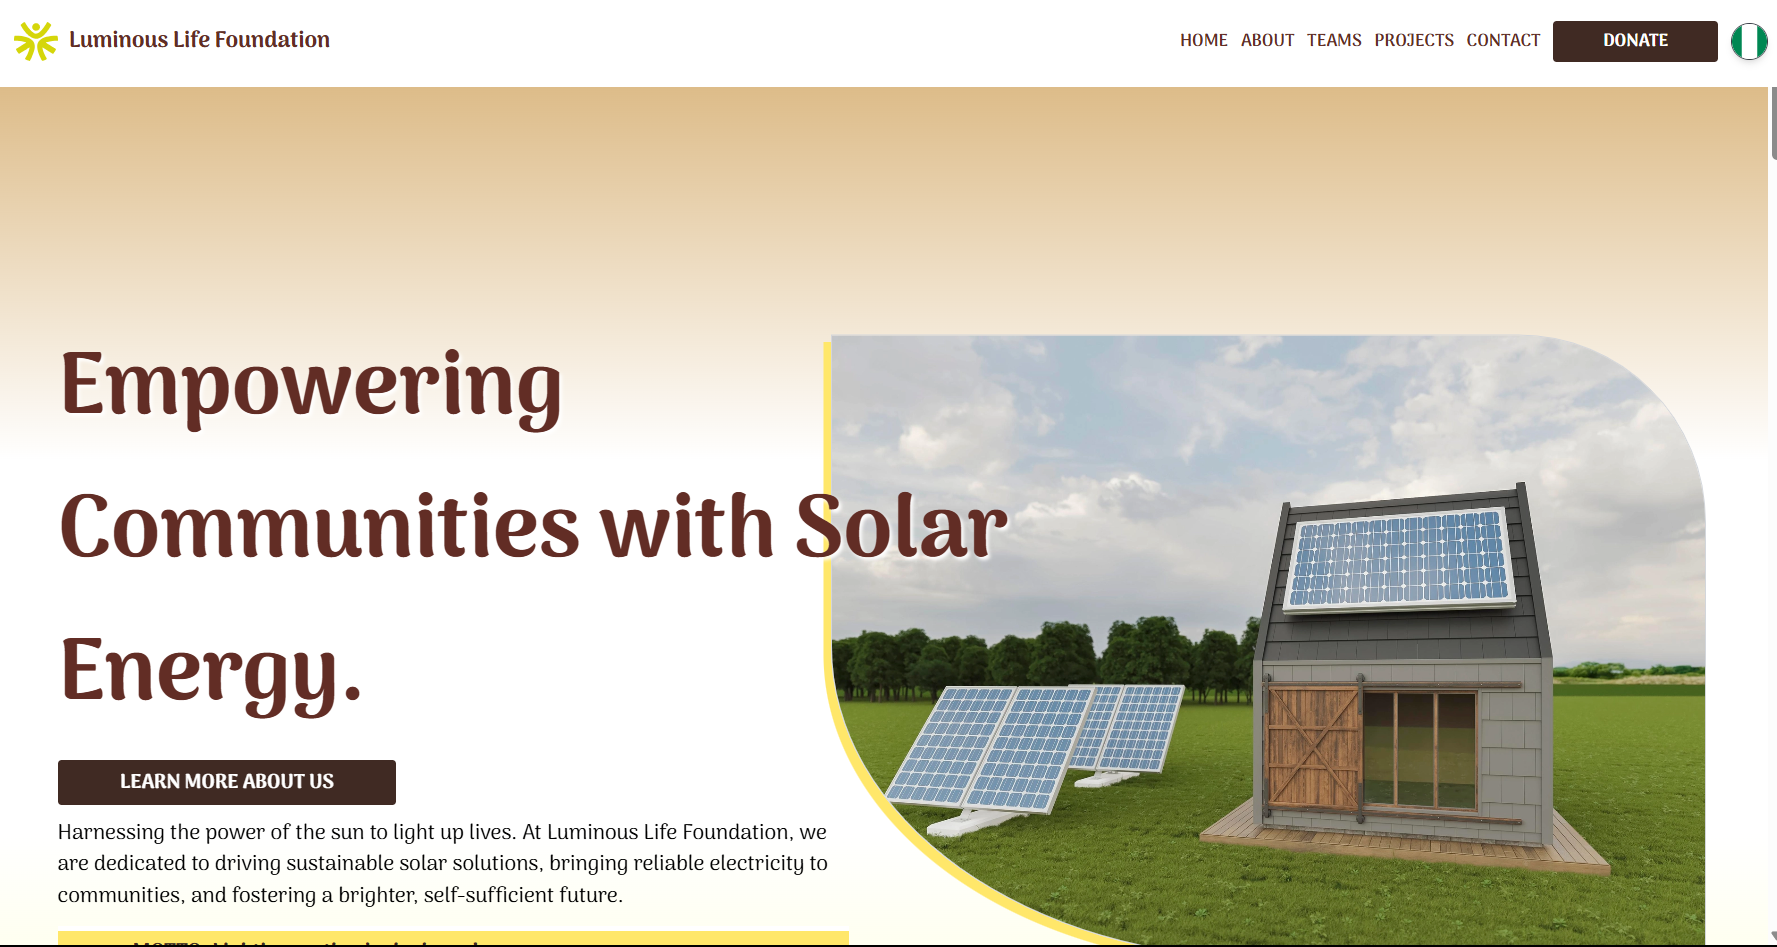 Luminous Life Foundation
HOME ABOUT TEAMS PROJECTS CONTACT DONATE
Empowering
Communities with Solar
Energy.
LEARN MORE ABOUT US
Harnessing the power of the sun to light up lives. At Luminous Life Foundation, we
are dedicated to driving sustainable solar solutions, bringing reliable electricity to
communities, and fostering a brighter, self-sufficient future.